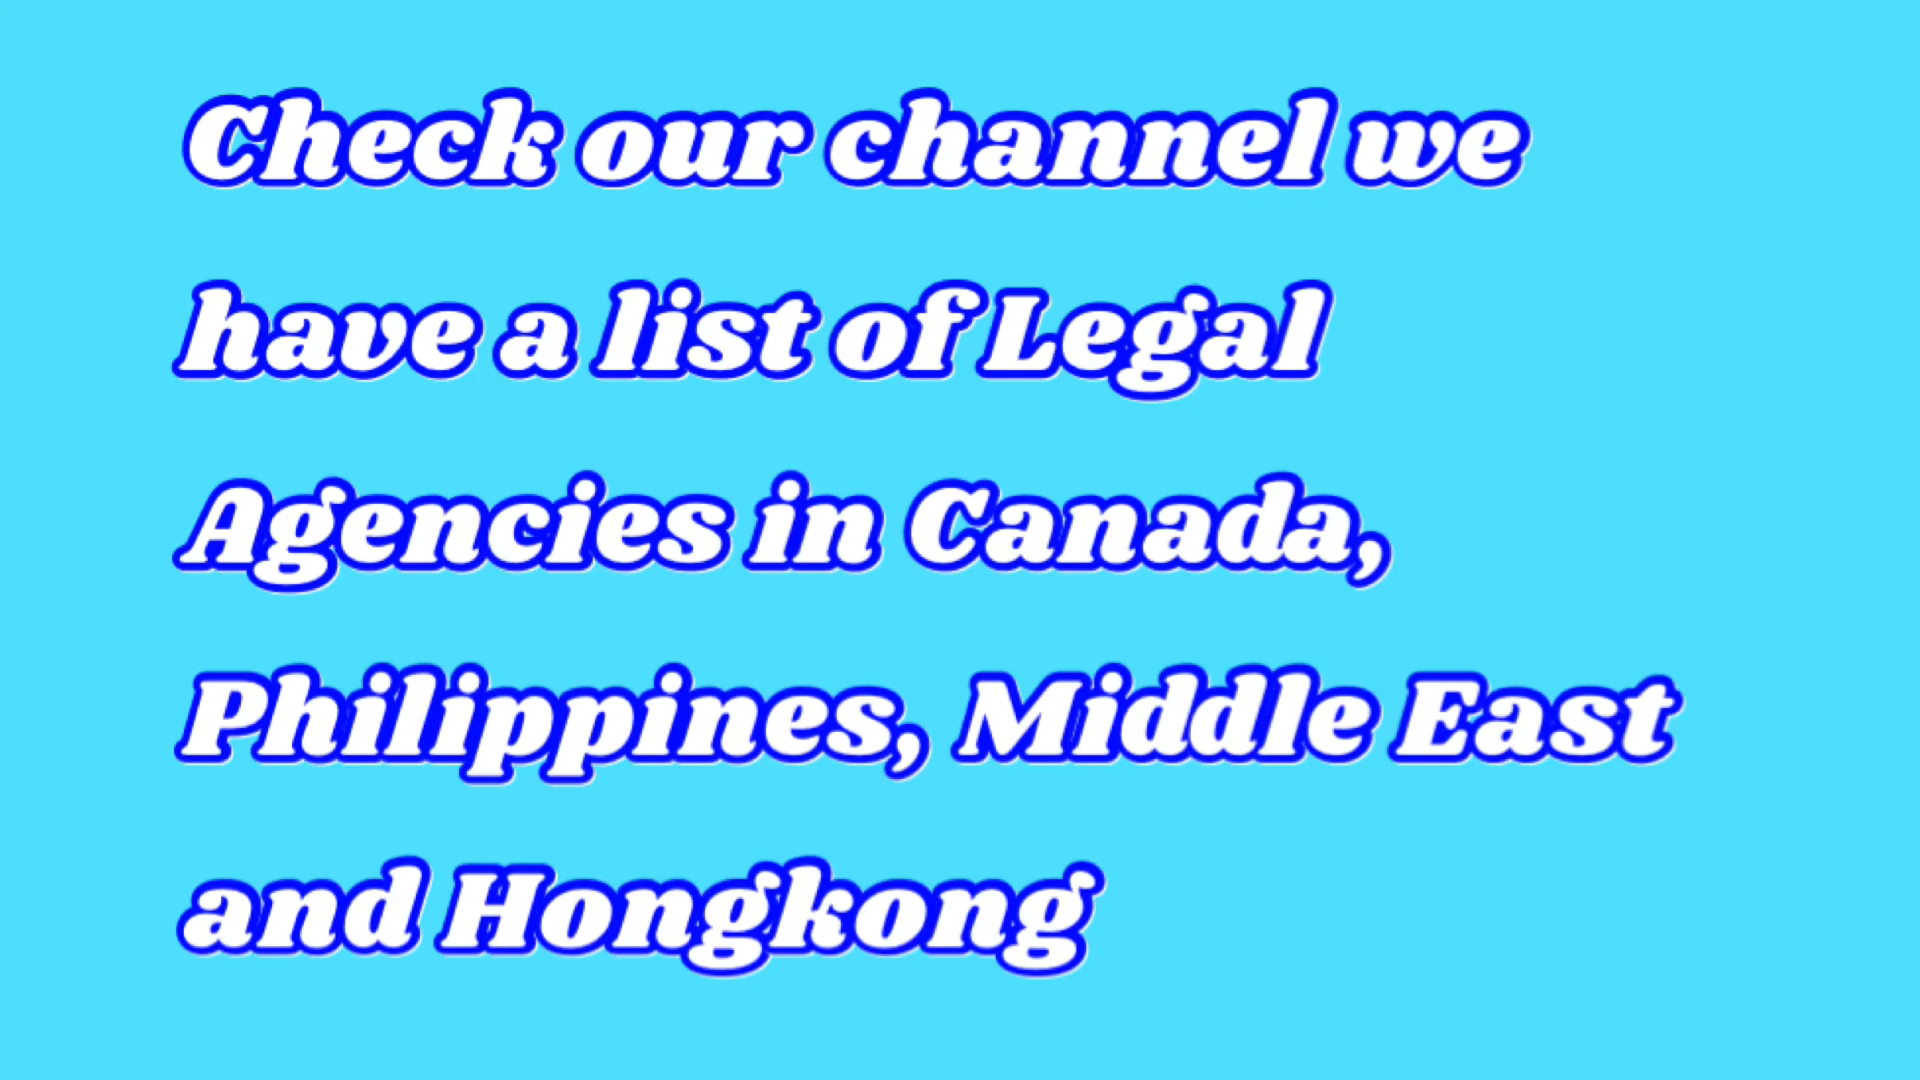 Check our channel we
have a list of Legal
Agencies in Canada,
Philippines, Middle East
and Hongkong